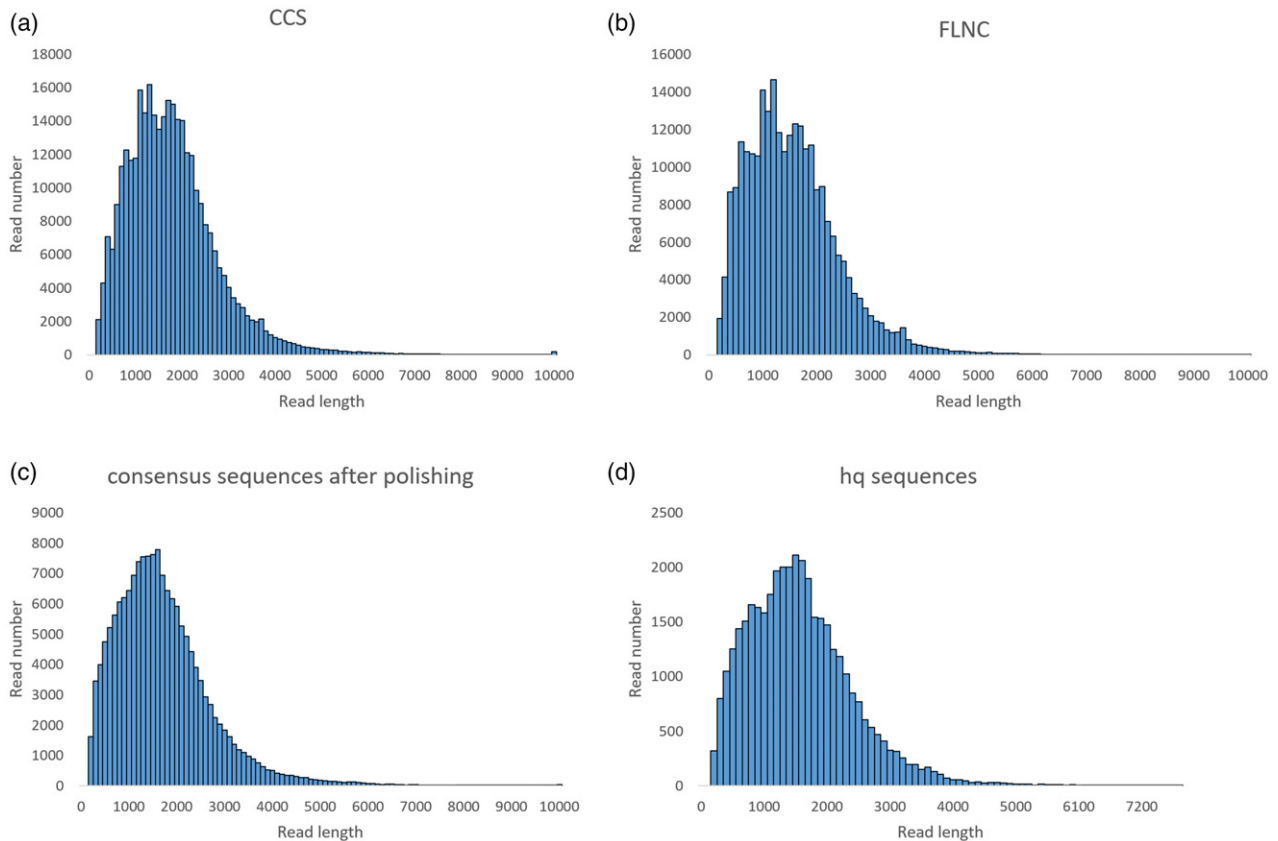 (a)
CCS
18000
16000
14000
12000
10000
8000
6000
4000
2000
0
Read number
0 1000 2000 3000 4000 5000 6000 7000 8000 9000 10000
Read length
(b)
FLNC
16000
14000
12000
10000
8000
6000
4000
2000
0
Read number
0 1000 2000 3000 4000 5000 6000 7000 8000 9000 10000
Read length
(c)
consensus sequences after polishing
9000
8000
7000
6000
5000
4000
3000
2000
1000
0
Read number
0 1000 2000 3000 4000 5000 6000 7000 8000 9000 10000
Read length
(d)
hq sequences
2500
2000
1500
1000
500
0
Read number
0 1000 2000 3000 4000 5000 6100 7200
Read length